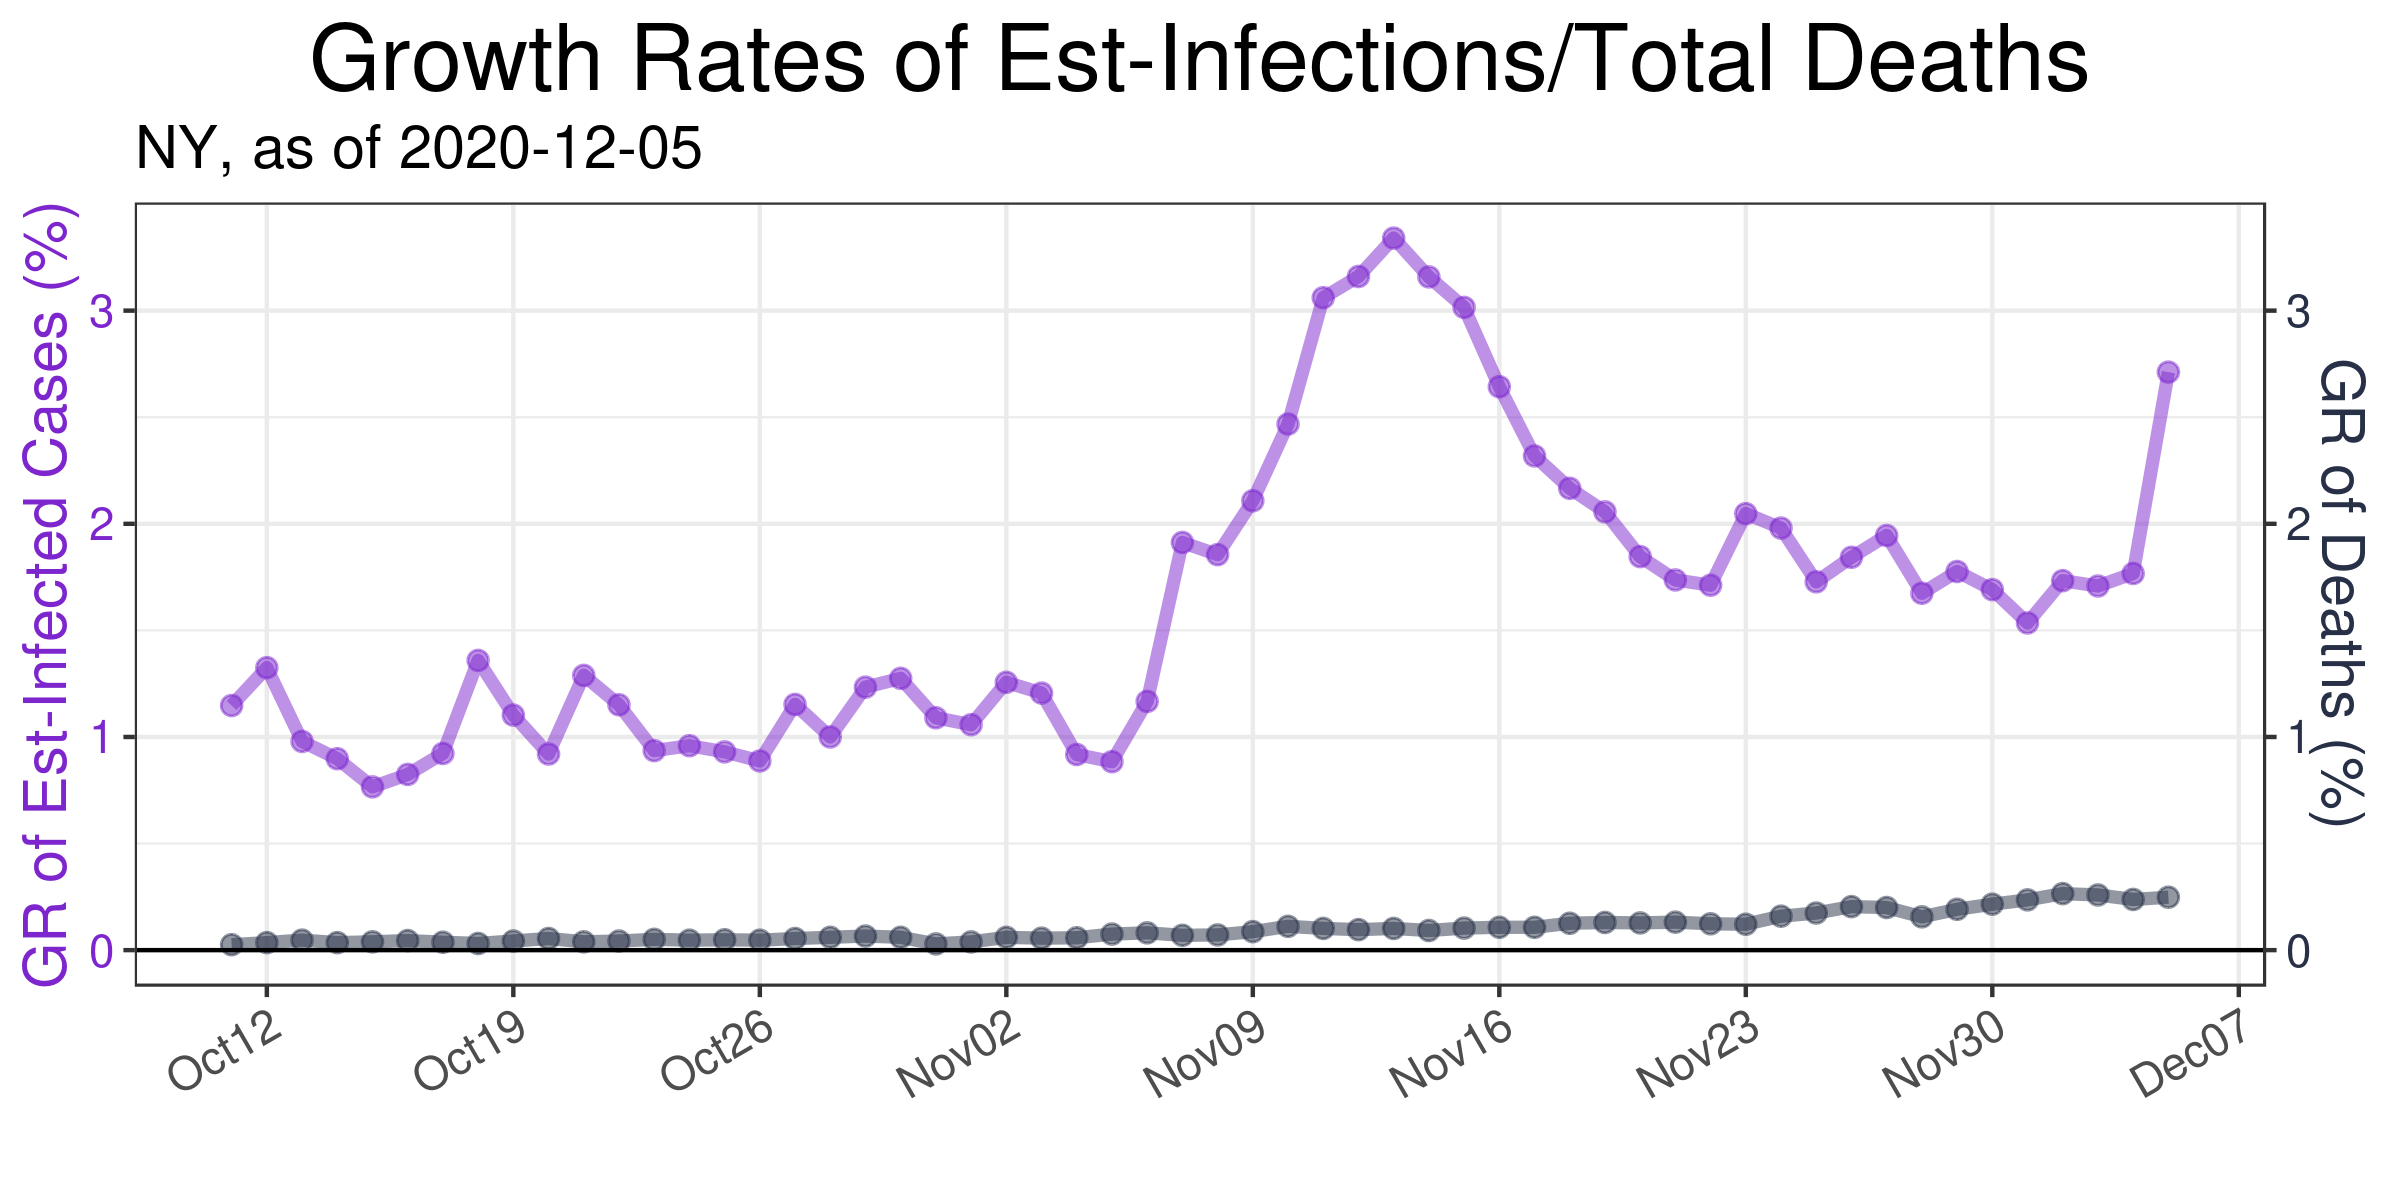 Growth Rates of Est-Infections/Total Deaths
NY, as of 2020-12-05
GR of Est-Infected Cases (%)
3
2
1
0
3
2
1
0
GR of Deaths (%)
Oct12 Oct19 Oct26 Nov02 Nov09 Nov16 Nov23 Nov30 Dec07